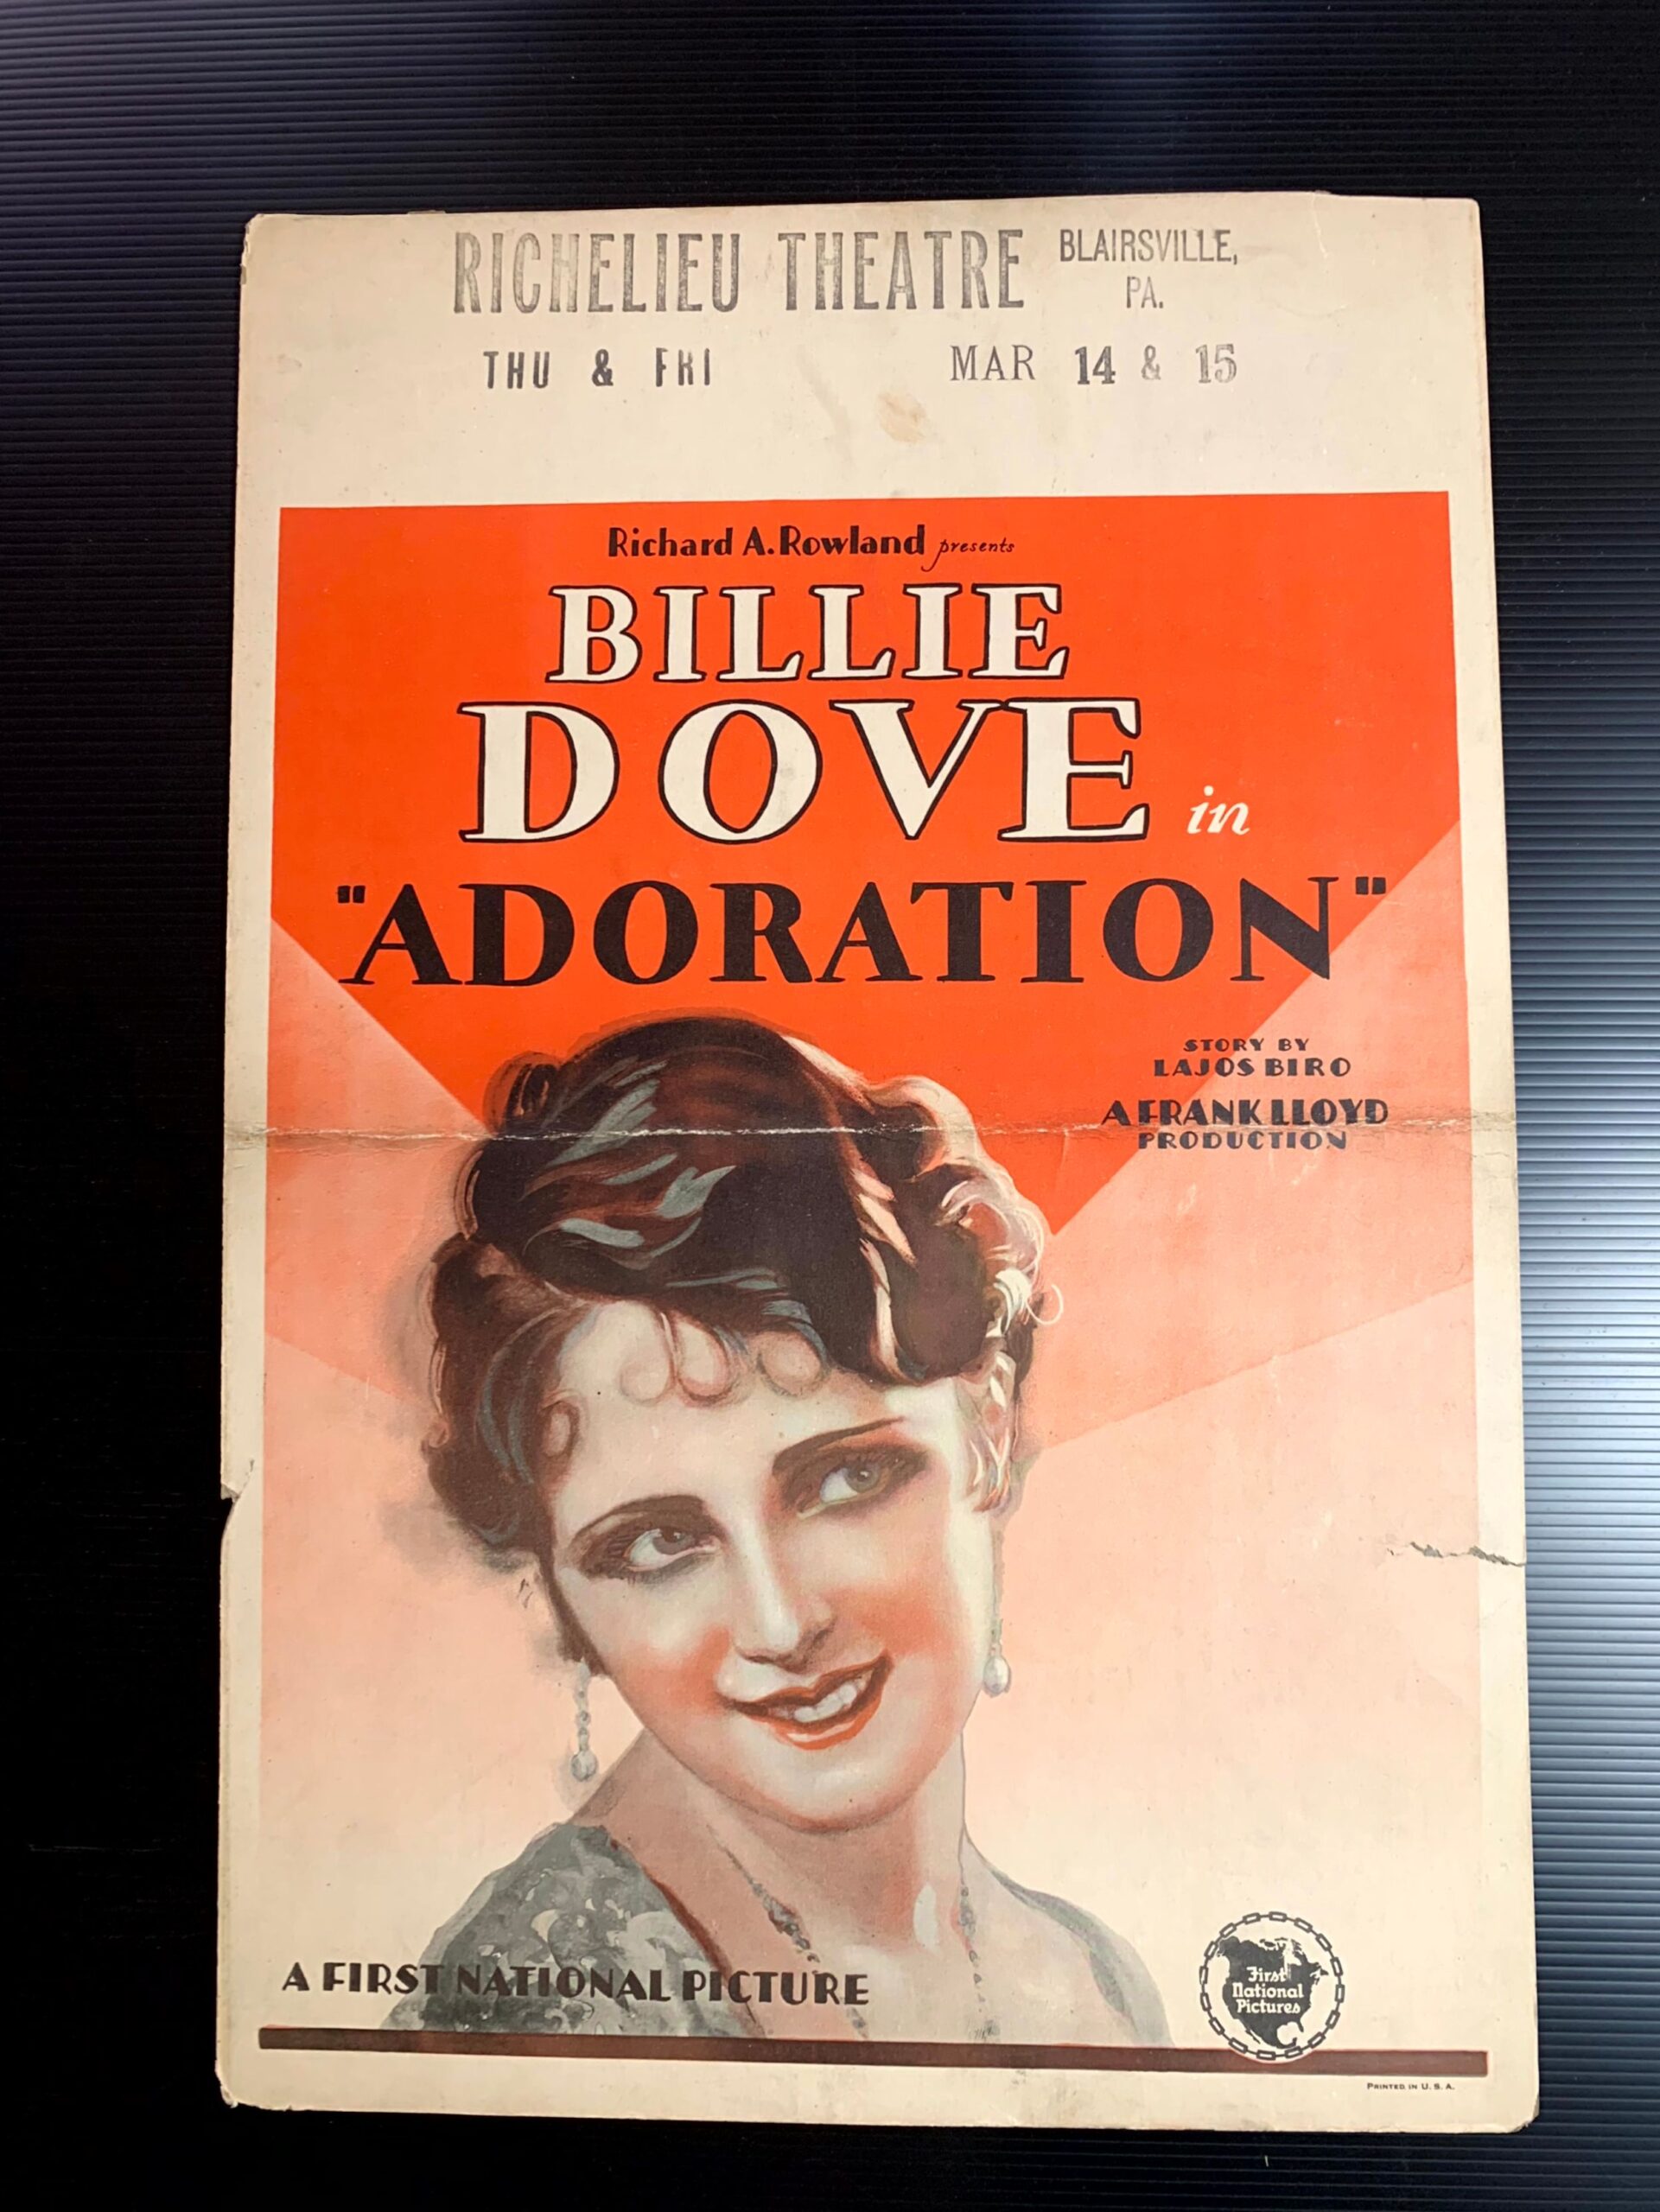 RICHELIEU THEATRE BLAIRSVILLE, PA.
THU & FRI MAR 14 & 15
Richard A. Rowland presents
BILLIE
DOVE in
"ADORATION"
STORY BY
LAJOS BIRO
A FRANK LLOYD
PRODUCTION
A FIRST NATIONAL PICTURE
First
National
Pictures
PRINTED IN U. S. A.